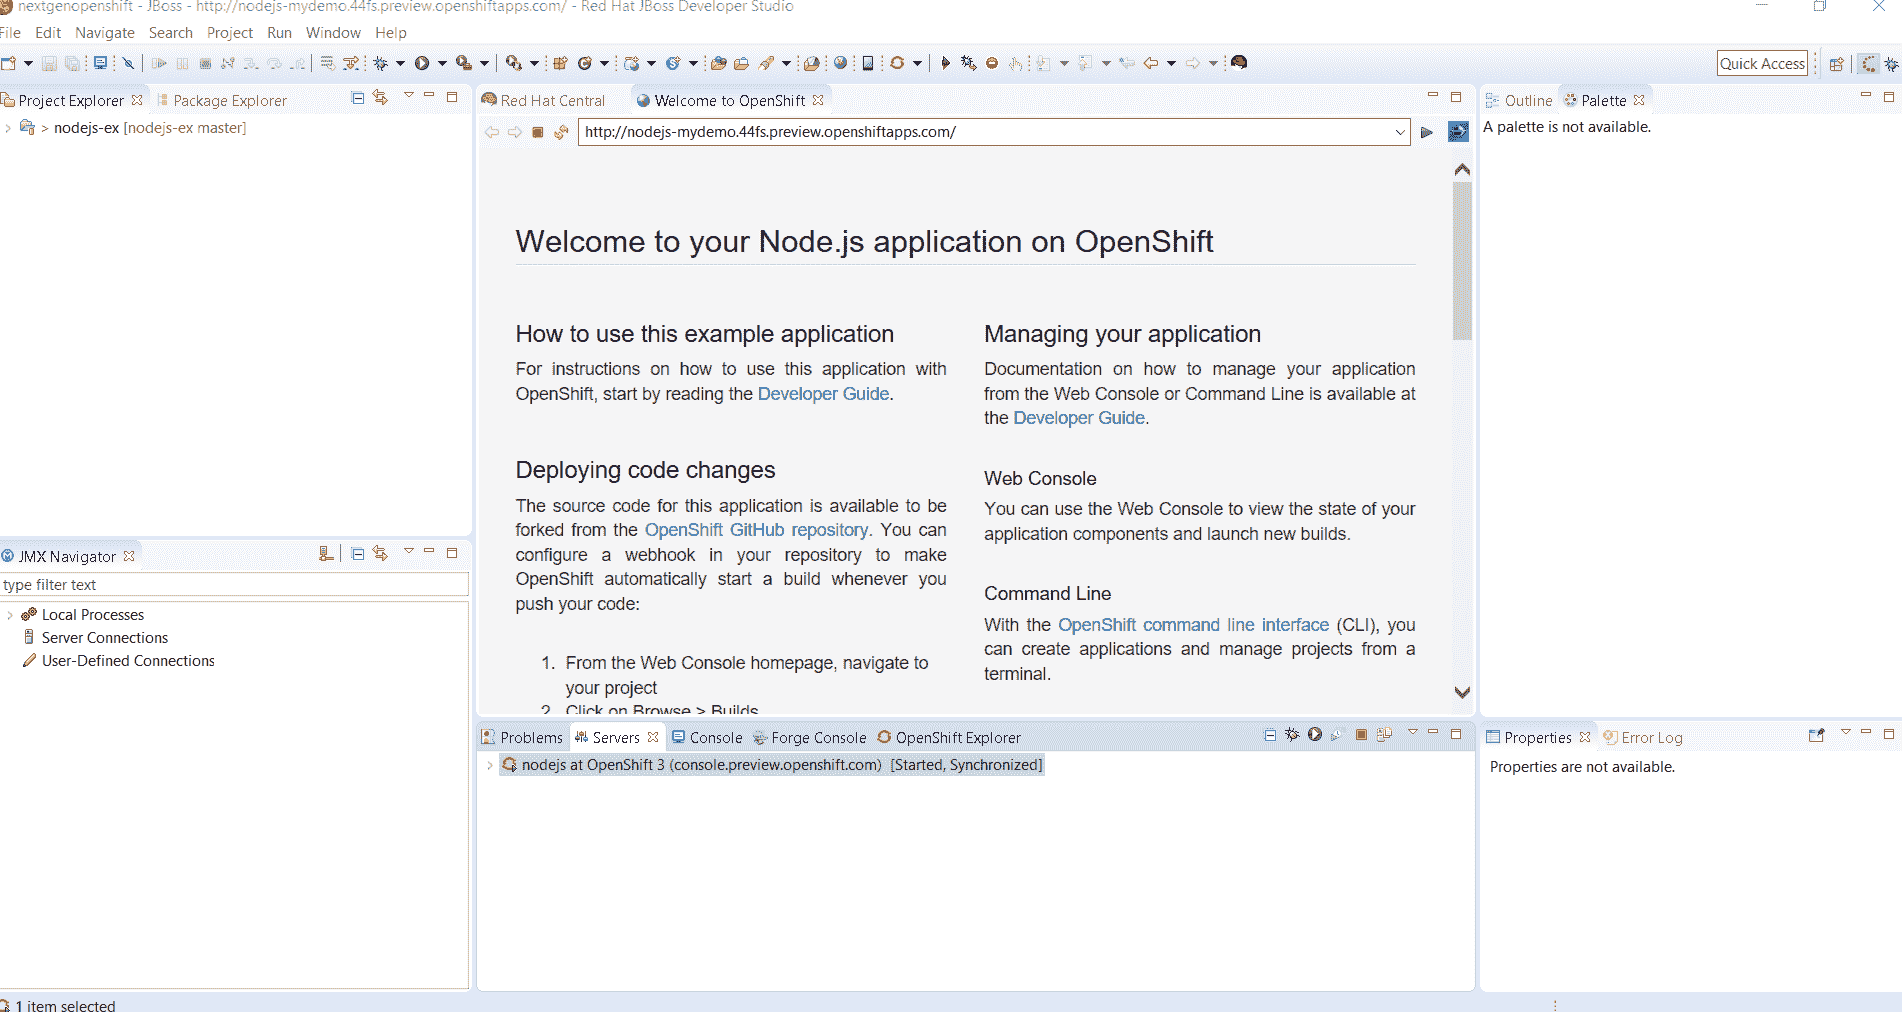 nextgenopenshift - JBoss - http://nodejs-mydemo.44fs.preview.openshiftapps.com/ - Red Hat JBoss Developer Studio
File Edit Navigate Search Project Run Window Help
Quick Access
Project Explorer Package Explorer
> nodejs-ex [nodejs-ex master]
JMX Navigator
type filter text
Local Processes
Server Connections
User-Defined Connections
Red Hat Central Welcome to OpenShift
http://nodejs-mydemo.44fs.preview.openshiftapps.com/
Welcome to your Node.js application on OpenShift
How to use this example application
For instructions on how to use this application with
OpenShift, start by reading the Developer Guide.
Deploying code changes
The source code for this application is available to be
forked from the OpenShift GitHub repository. You can
configure a webhook in your repository to make
OpenShift automatically start a build whenever you
push your code:
1. From the Web Console homepage, navigate to
your project
2. Click on Browse > Builds
Managing your application
Documentation on how to manage your application
from the Web Console or Command Line is available at
the Developer Guide.
Web Console
You can use the Web Console to view the state of your
application components and launch new builds.
Command Line
With the OpenShift command line interface (CLI), you
can create applications and manage projects from a
terminal.
Outline Palette
A palette is not available.
Problems Servers Console Forge Console OpenShift Explorer
nodejs at OpenShift 3 (console.preview.openshift.com) [Started, Synchronized]
Properties Error Log
Properties are not available.
1 item selected